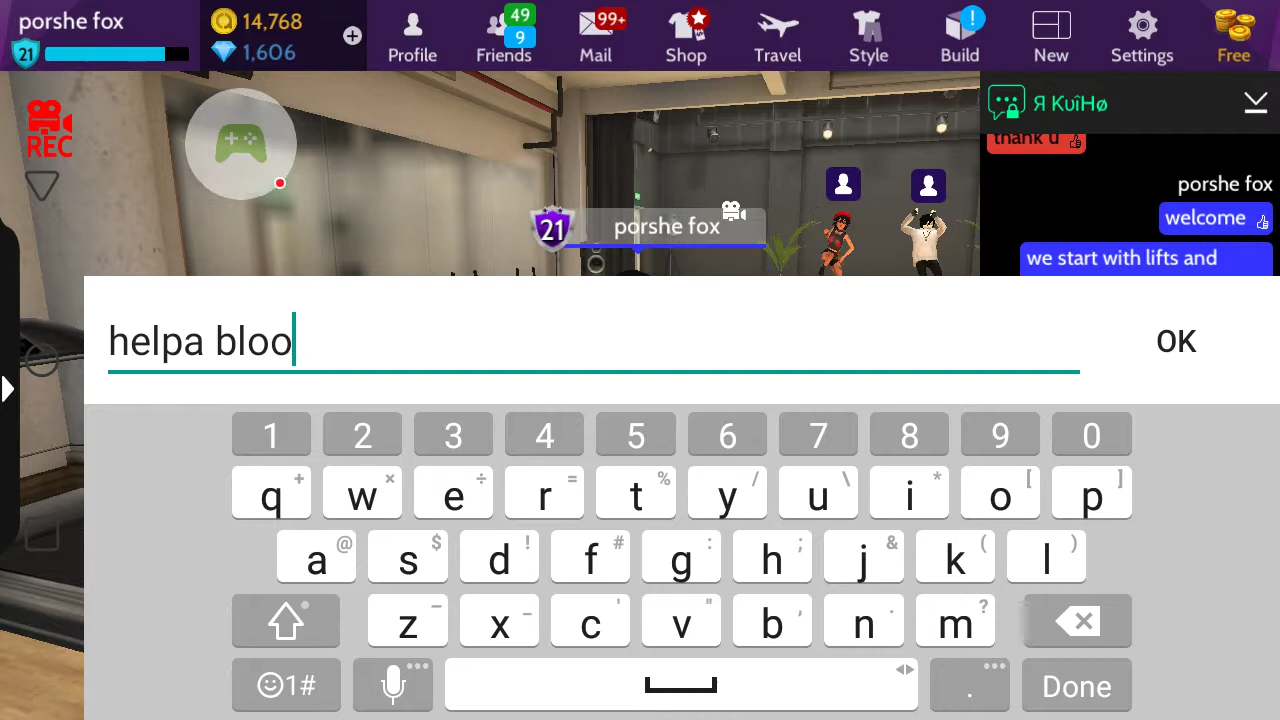 porshe fox
21
14,768
1,606
Profile
49
9
Friends
99+
Mail
Shop
Travel
Style
!
Build
New
Settings
Free
REC
Я KuîHø
thank u
porshe fox
welcome
we start with lifts and
21
porshe fox
helpa bloo
OK
1 2 3 4 5 6 7 8 9 0
q + w × e ÷ r = t % y / u \ i * o [ p ]
a @ s $ d ! f # g : h ; j & k ( l )
z – x _ c ' v " b , n . m ?
1# . Done